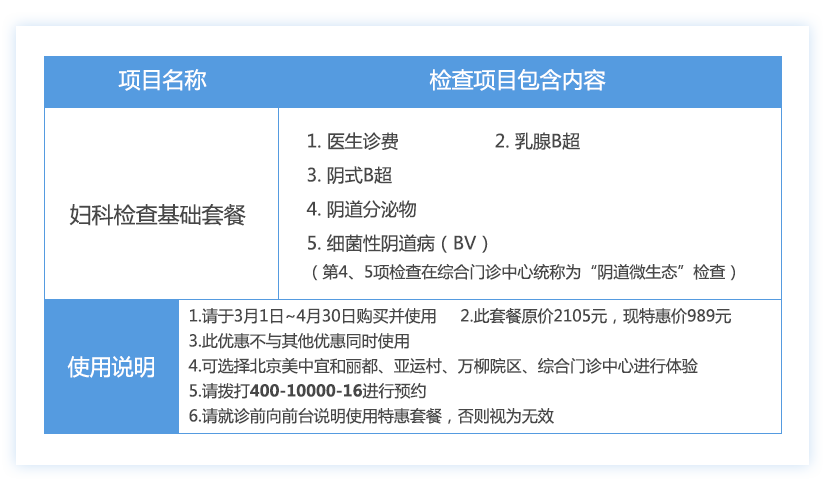 项目名称 检查项目包含内容
妇科检查基础套餐
1. 医生诊费 2. 乳腺B超
3. 阴式B超
4. 阴道分泌物
5. 细菌性阴道病（BV）
（第4、5项检查在综合门诊中心统称为“阴道微生态”检查）
使用说明
1.请于3月1日~4月30日购买并使用 2.此套餐原价2105元，现特惠价989元
3.此优惠不与其他优惠同时使用
4.可选择北京美中宜和丽都、亚运村、万柳院区、综合门诊中心进行体验
5.请拨打400-10000-16进行预约
6.请就诊前向前台说明使用特惠套餐，否则视为无效